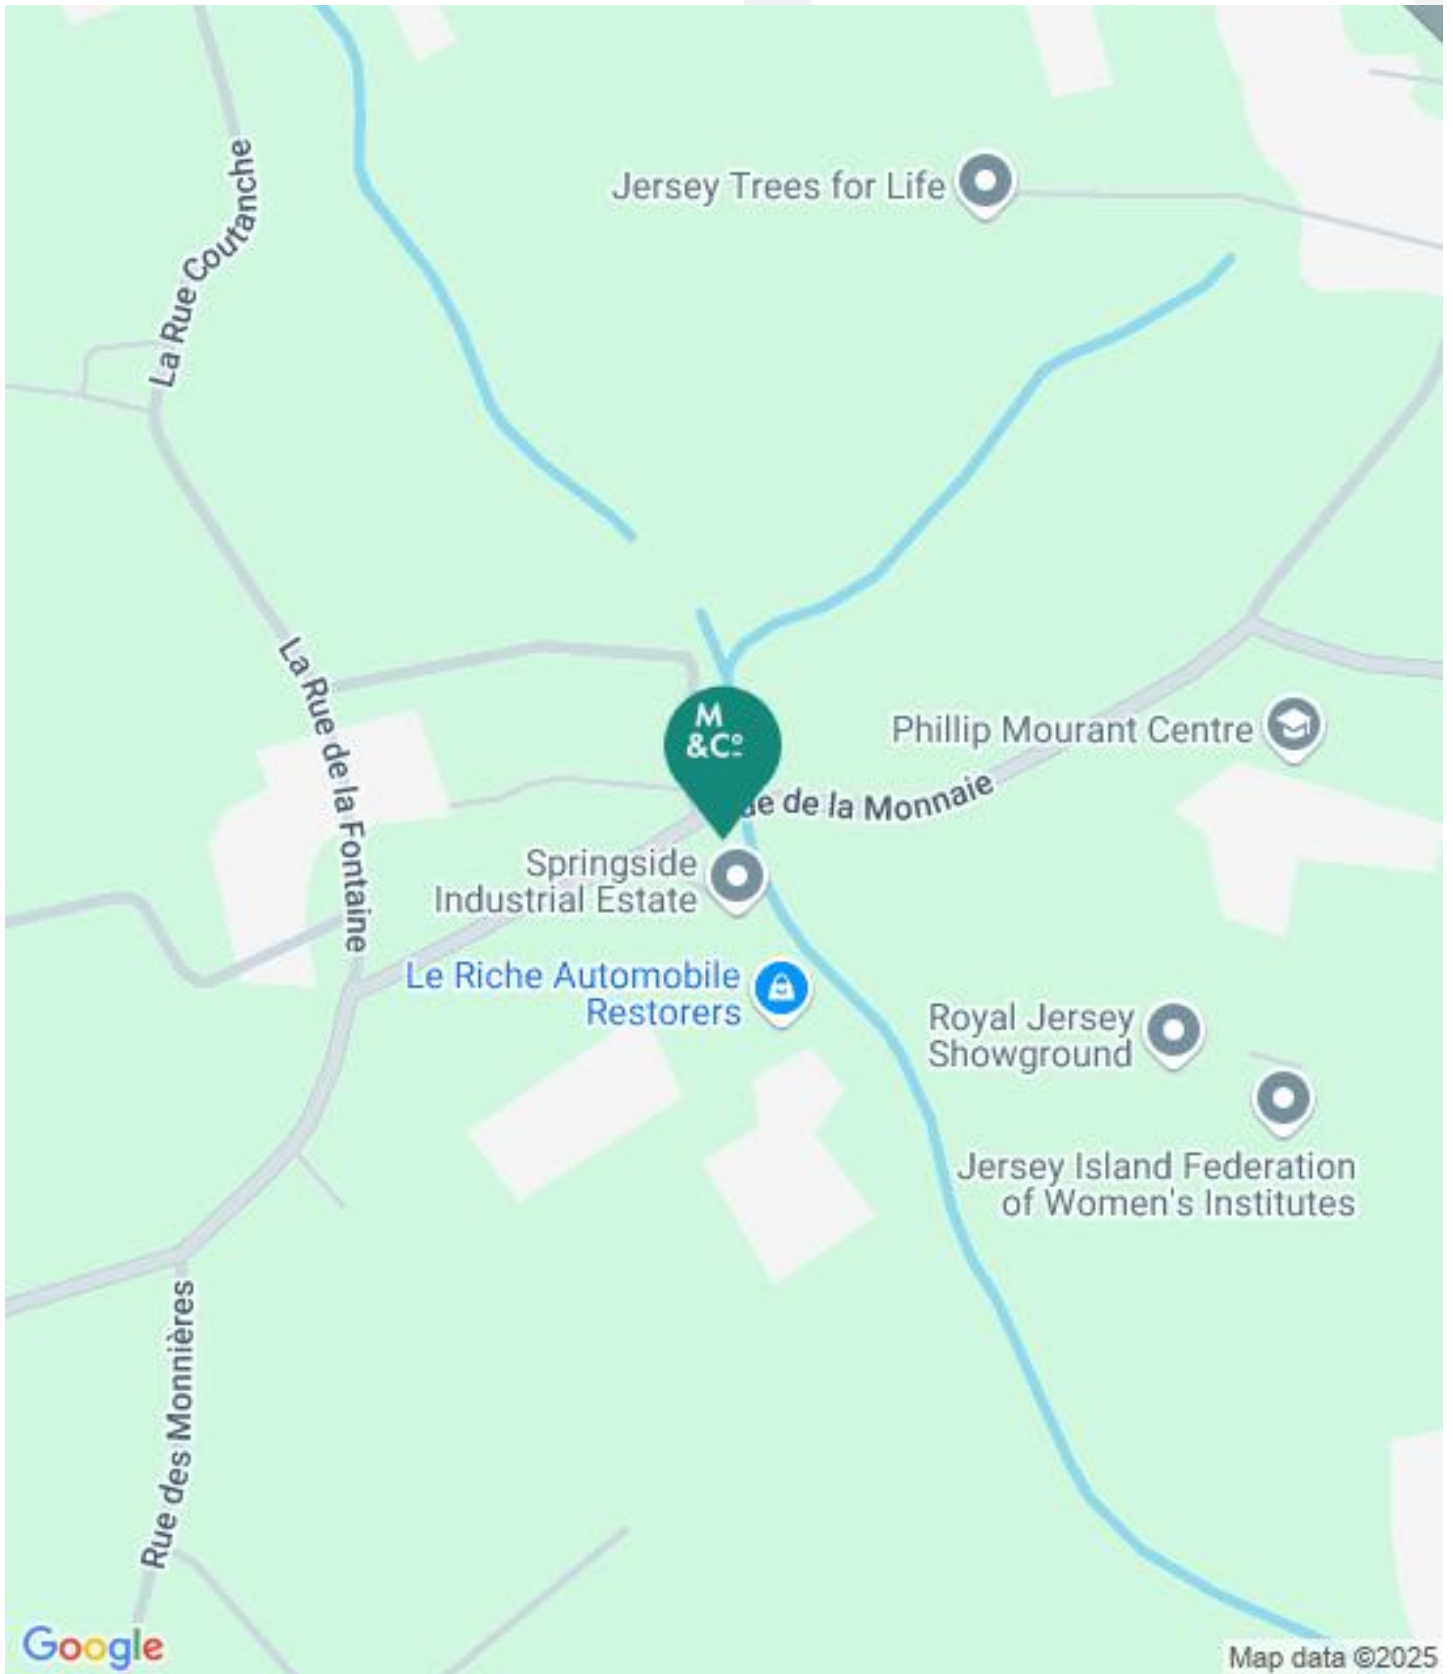 La Rue Coutanche
Jersey Trees for Life
La Rue de la Fontaine
M
&Cº
Phillip Mourant Centre
de la Monnaie
Springside
Industrial Estate
Le Riche Automobile
Restorers
Royal Jersey
Showground
Jersey Island Federation
of Women's Institutes
Rue des Monnières
Google
Map data ©2025